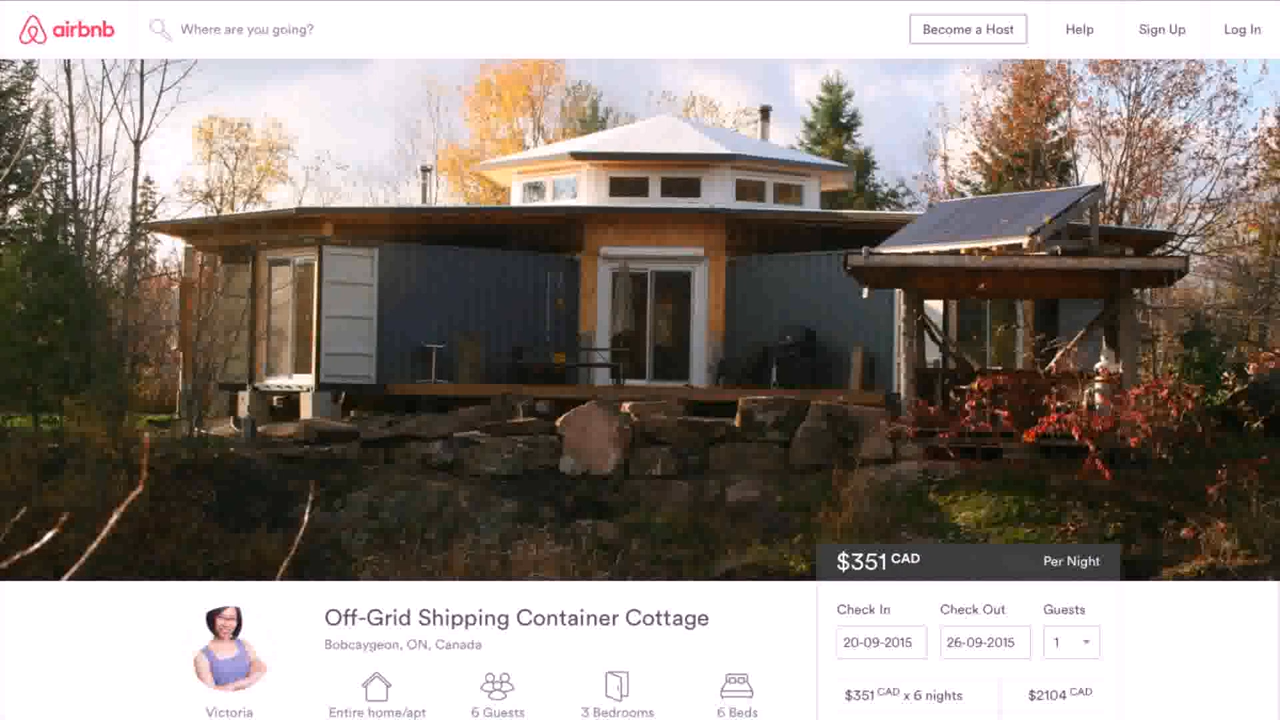 airbnb
Where are you going?
Become a Host
Help
Sign Up
Log In
$351 CAD
Per Night
Off-Grid Shipping Container Cottage
Bobcaygeon, ON, Canada
Check In
Check Out
Guests
20-09-2015
26-09-2015
1
$351 CAD x 6 nights
$2104 CAD
Victoria
Entire home/apt
6 Guests
3 Bedrooms
6 Beds